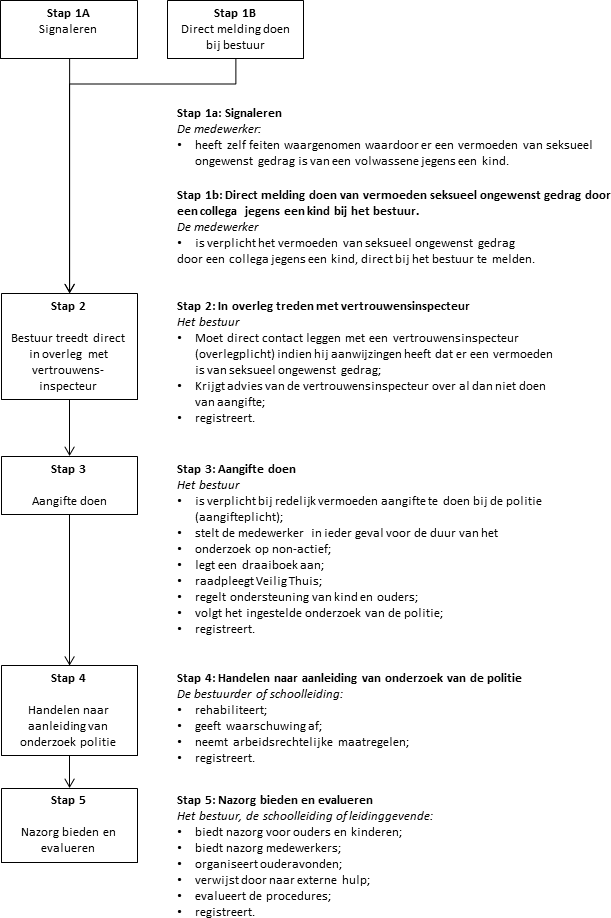 Stap 1A
Signaleren
Stap 1B
Direct melding doen
bij bestuur
Stap 1a: Signaleren
De medewerker:
• heeft zelf feiten waargenomen waardoor er een vermoeden van seksueel
ongewenst gedrag is van een volwassene jegens een kind.
Stap 1b: Direct melding doen van vermoeden seksueel ongewenst gedrag door
een collega jegens een kind bij het bestuur.
De medewerker
• is verplicht het vermoeden van seksueel ongewenst gedrag
door een collega jegens een kind, direct bij het bestuur te melden.
Stap 2
Bestuur treedt direct
in overleg met
vertrouwens-
inspecteur
Stap 2: In overleg treden met vertrouwensinspecteur
Het bestuur
• Moet direct contact leggen met een vertrouwensinspecteur
(overlegplicht) indien hij aanwijzingen heeft dat er een vermoeden
is van seksueel ongewenst gedrag;
• Krijgt advies van de vertrouwensinspecteur over al dan niet doen
van aangifte;
• registreert.
Stap 3
Aangifte doen
Stap 3: Aangifte doen
Het bestuur
• is verplicht bij redelijk vermoeden aangifte te doen bij de politie
(aangifteplicht);
• stelt de medewerker in ieder geval voor de duur van het
• onderzoek op non-actief;
• legt een draaiboek aan;
• raadpleegt Veilig Thuis;
• regelt ondersteuning van kind en ouders;
• volgt het ingestelde onderzoek van de politie;
• registreert.
Stap 4
Handelen naar
aanleiding van
onderzoek politie
Stap 4: Handelen naar aanleiding van onderzoek van de politie
De bestuurder of schoolleiding:
• rehabiliteert;
• geeft waarschuwing af;
• neemt arbeidsrechtelijke maatregelen;
• registreert.
Stap 5
Nazorg bieden en
evalueren
Stap 5: Nazorg bieden en evalueren
Het bestuur, de schoolleiding of leidinggevende:
• biedt nazorg voor ouders en kinderen;
• biedt nazorg medewerkers;
• organiseert ouderavonden;
• verwijst door naar externe hulp;
• evalueert de procedures;
• registreert.